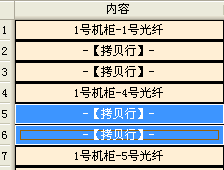 内容
1 1号机柜-1号光纤
2 -【拷贝行】-
3 -【拷贝行】-
4 1号机柜-4号光纤
5 -【拷贝行】-
6 -【拷贝行】-
7 1号机柜-5号光纤